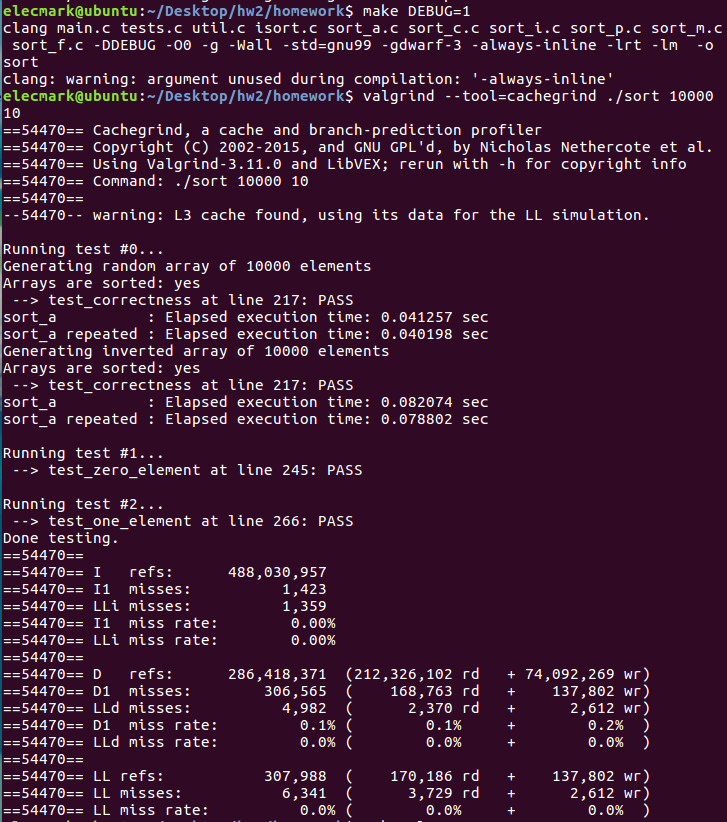 elecmark@ubuntu:~/Desktop/hw2/homework$ make DEBUG=1
clang main.c tests.c util.c isort.c sort_a.c sort_c.c sort_i.c sort_p.c sort_m.c
 sort_f.c -DDEBUG -O0 -g -Wall -std=gnu99 -gdwarf-3 -always-inline -lrt -lm  -o
sort
clang: warning: argument unused during compilation: '-always-inline'
elecmark@ubuntu:~/Desktop/hw2/homework$ valgrind --tool=cachegrind ./sort 10000
10
==54470== Cachegrind, a cache and branch-prediction profiler
==54470== Copyright (C) 2002-2015, and GNU GPL'd, by Nicholas Nethercote et al.
==54470== Using Valgrind-3.11.0 and LibVEX; rerun with -h for copyright info
==54470== Command: ./sort 10000 10
==54470==
--54470-- warning: L3 cache found, using its data for the LL simulation.
Running test #0...
Generating random array of 10000 elements
Arrays are sorted: yes
 --> test_correctness at line 217: PASS
sort_a          : Elapsed execution time: 0.041257 sec
sort_a repeated : Elapsed execution time: 0.040198 sec
Generating inverted array of 10000 elements
Arrays are sorted: yes
 --> test_correctness at line 217: PASS
sort_a          : Elapsed execution time: 0.082074 sec
sort_a repeated : Elapsed execution time: 0.078802 sec
Running test #1...
 --> test_zero_element at line 245: PASS
Running test #2...
 --> test_one_element at line 266: PASS
Done testing.
==54470==
==54470== I   refs:      488,030,957
==54470== I1  misses:          1,423
==54470== LLi misses:          1,359
==54470== I1  miss rate:        0.00%
==54470== LLi miss rate:        0.00%
==54470==
==54470== D   refs:      286,418,371  (212,326,102 rd   + 74,092,269 wr)
==54470== D1  misses:        306,565  (    168,763 rd   +    137,802 wr)
==54470== LLd misses:          4,982  (      2,370 rd   +      2,612 wr)
==54470== D1  miss rate:         0.1% (        0.1%     +        0.2%  )
==54470== LLd miss rate:         0.0% (        0.0%     +        0.0%  )
==54470==
==54470== LL refs:           307,988  (    170,186 rd   +    137,802 wr)
==54470== LL misses:           6,341  (      3,729 rd   +      2,612 wr)
==54470== LL miss rate:          0.0% (        0.0%     +        0.0%  )